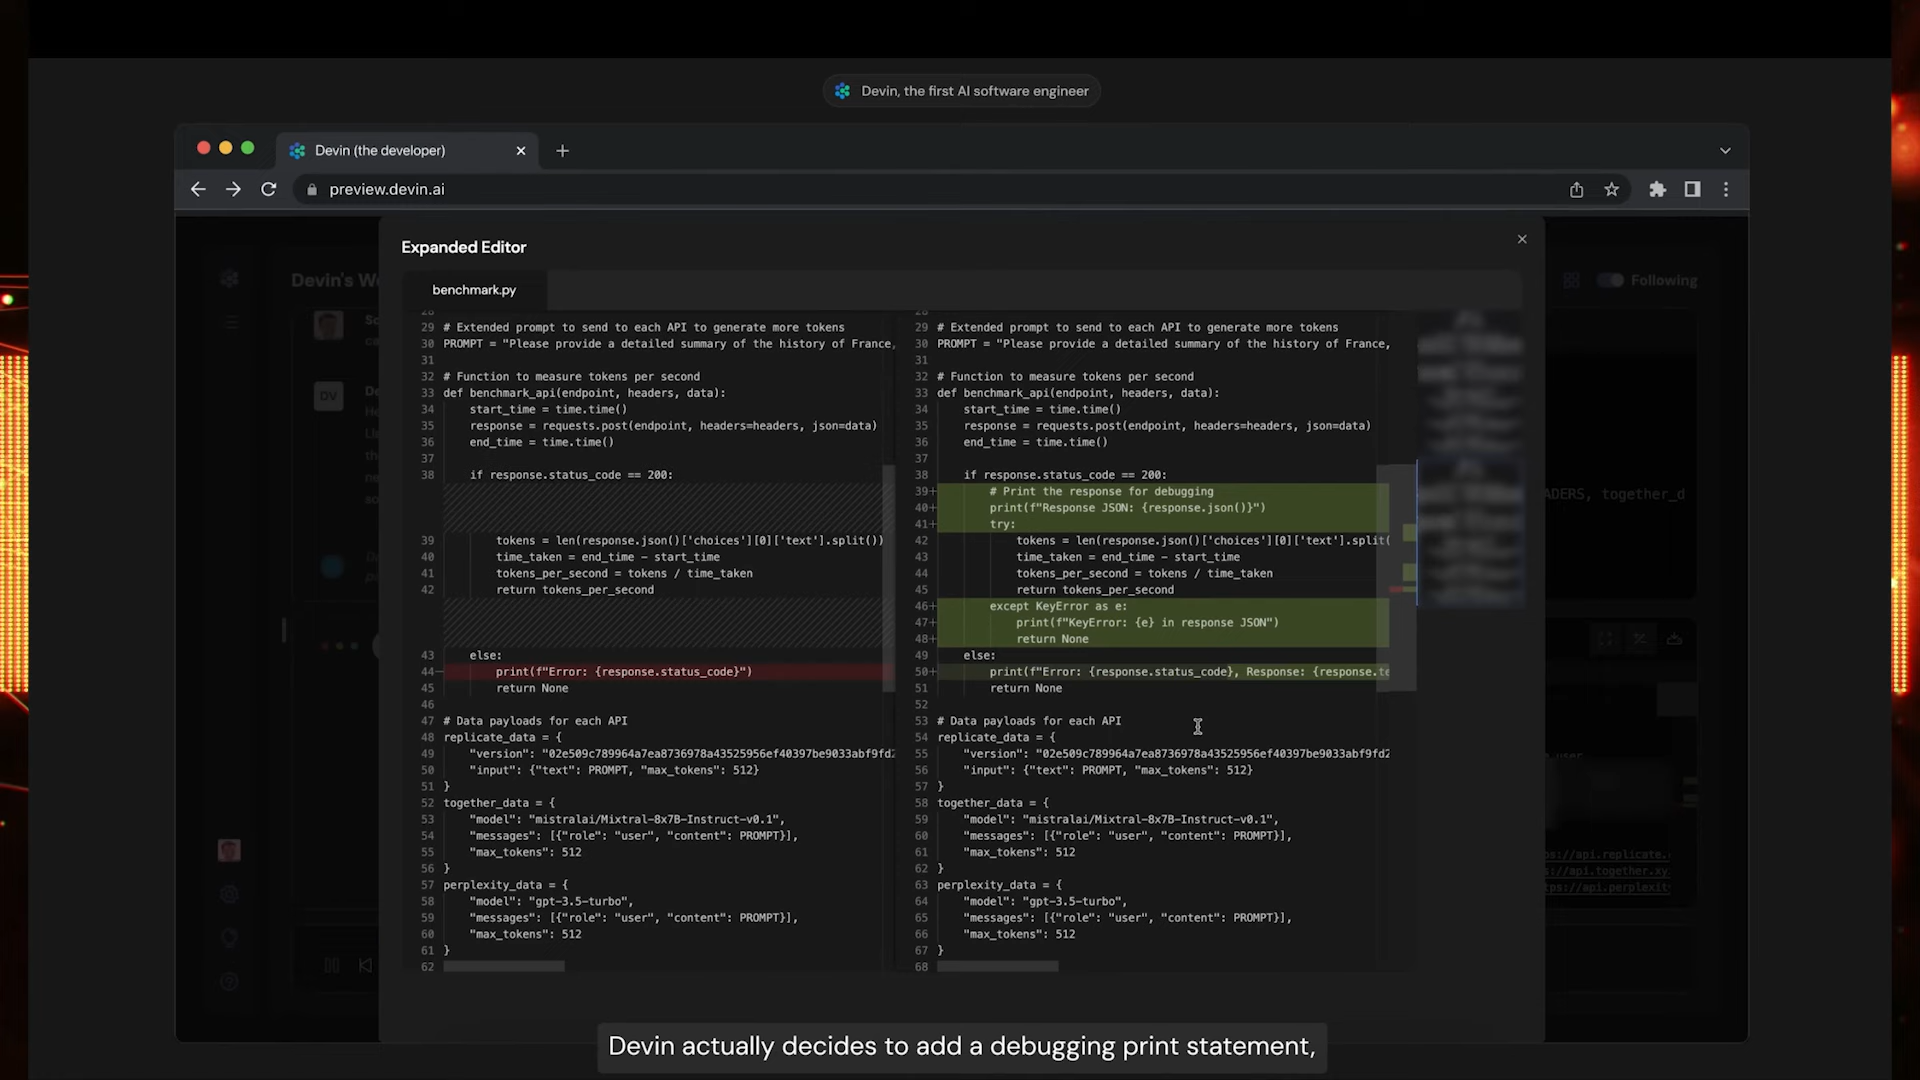 Devin, the first AI software engineer
Devin (the developer)
preview.devin.ai
Expanded Editor
Devin's W
Following
benchmark.py
29 # Extended prompt to send to each API to generate more tokens
30 PROMPT = "Please provide a detailed summary of the history of France,
31
32 # Function to measure tokens per second
33 def benchmark_api(endpoint, headers, data):
34 start_time = time.time()
35 response = requests.post(endpoint, headers=headers, json=data)
36 end_time = time.time()
37
38 if response.status_code == 200:
39 tokens = len(response.json()['choices'][0]['text'].split())
40 time_taken = end_time - start_time
41 tokens_per_second = tokens / time_taken
42 return tokens_per_second
43 else:
44- print(f"Error: {response.status_code}")
45 return None
46
47 # Data payloads for each API
48 replicate_data = {
49 "version": "02e509c789964a7ea8736978a43525956ef40397be9033abf9fd2
50 "input": {"text": PROMPT, "max_tokens": 512}
51 }
52 together_data = {
53 "model": "mistralai/Mixtral-8x7B-Instruct-v0.1",
54 "messages": [{"role": "user", "content": PROMPT}],
55 "max_tokens": 512
56 }
57 perplexity_data = {
58 "model": "gpt-3.5-turbo",
59 "messages": [{"role": "user", "content": PROMPT}],
60 "max_tokens": 512
61 }
62
29 # Extended prompt to send to each API to generate more tokens
30 PROMPT = "Please provide a detailed summary of the history of France,
31
32 # Function to measure tokens per second
33 def benchmark_api(endpoint, headers, data):
34 start_time = time.time()
35 response = requests.post(endpoint, headers=headers, json=data)
36 end_time = time.time()
37
38 if response.status_code == 200:
39+ # Print the response for debugging
40+ print(f"Response JSON: {response.json()}")
41+ try:
42 tokens = len(response.json()['choices'][0]['text'].split(
43 time_taken = end_time - start_time
44 tokens_per_second = tokens / time_taken
45 return tokens_per_second
46+ except KeyError as e:
47+ print(f"KeyError: {e} in response JSON")
48+ return None
49 else:
50+ print(f"Error: {response.status_code}, Response: {response.te
51 return None
52
53 # Data payloads for each API
54 replicate_data = {
55 "version": "02e509c789964a7ea8736978a43525956ef40397be9033abf9fd2
56 "input": {"text": PROMPT, "max_tokens": 512}
57 }
58 together_data = {
59 "model": "mistralai/Mixtral-8x7B-Instruct-v0.1",
60 "messages": [{"role": "user", "content": PROMPT}],
61 "max_tokens": 512
62 }
63 perplexity_data = {
64 "model": "gpt-3.5-turbo",
65 "messages": [{"role": "user", "content": PROMPT}],
66 "max_tokens": 512
67 }
68
DV
ADERS, together_d
ps://api.replicate.
s://api.together.xy
tps://api.perplexit
Devin actually decides to add a debugging print statement,